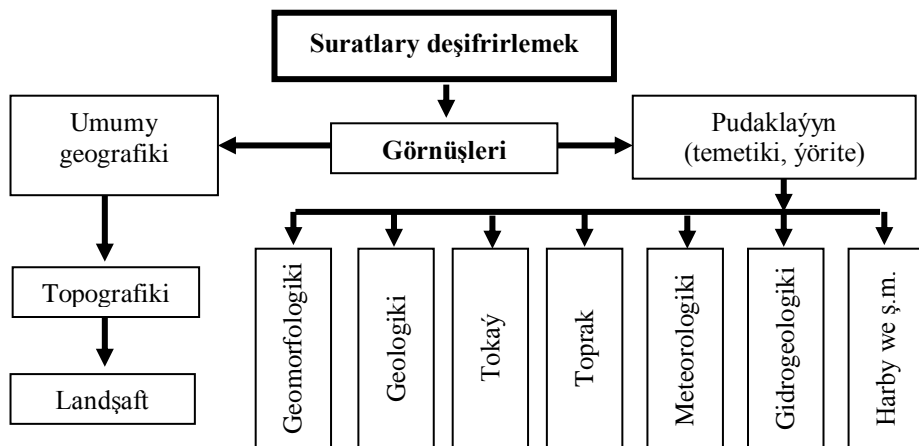 Suratlary deşifrirlemek
Umumy
geografiki
Görnüşleri
Pudaklaýyn
(temetiki, ýörite)
Topografiki
Landşaft
Geomorfologiki
Geologiki
Tokaý
Toprak
Meteorologiki
Gidrogeologiki
Harby we ş.m.